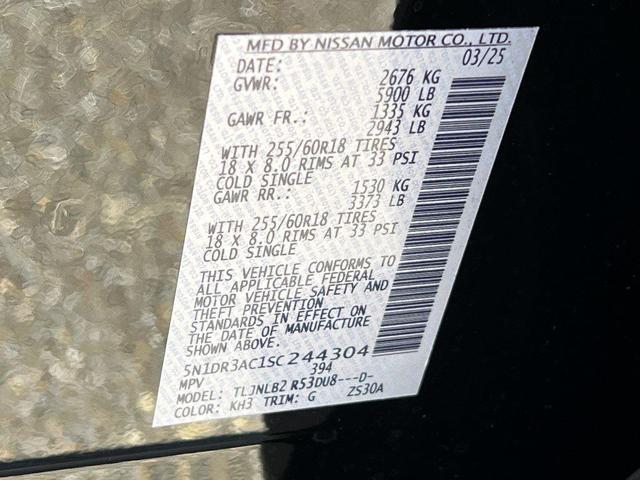 MFD BY NISSAN MOTOR CO., LTD.
DATE: 03/25
GVWR: 2676 KG
5900 LB
GAWR FR.: 1335 KG
2943 LB
WITH 255/60R18 TIRES
18 X 8.0 RIMS AT 33 PSI
COLD SINGLE
GAWR RR.: 1530 KG
3373 LB
WITH 255/60R18 TIRES
18 X 8.0 RIMS AT 33 PSI
COLD SINGLE
THIS VEHICLE CONFORMS TO
ALL APPLICABLE FEDERAL
MOTOR VEHICLE SAFETY AND
THEFT PREVENTION
STANDARDS IN EFFECT ON
THE DATE OF MANUFACTURE
SHOWN ABOVE.
5N1DR3AC1SC244304
MPV 394
MODEL: TLJNLB2 R53DU8---D-
COLOR: KH3 TRIM: G ZS30A